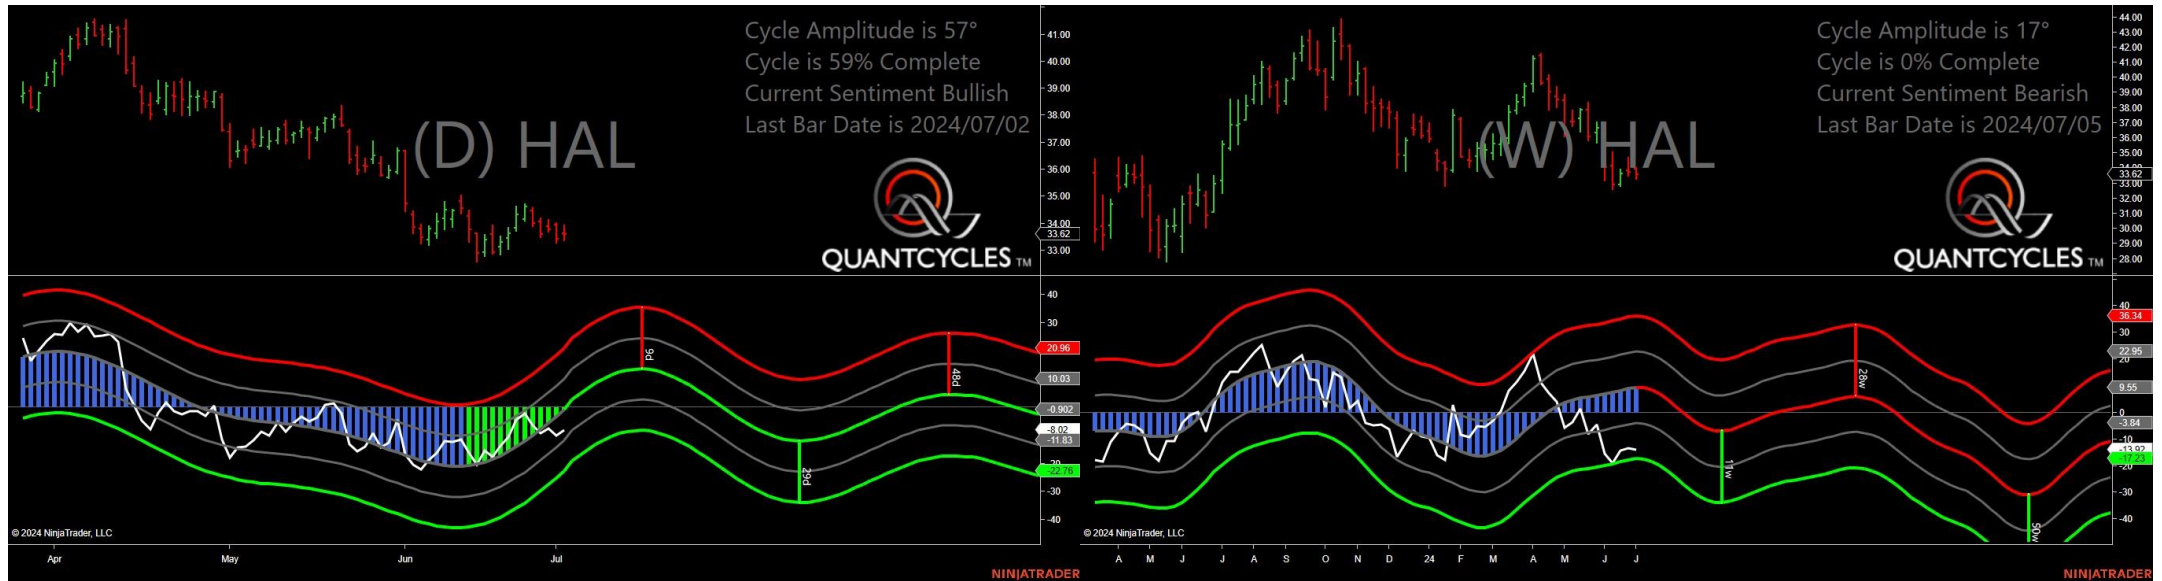 Cycle Amplitude is 57°
Cycle is 59% Complete
Current Sentiment Bullish
Last Bar Date is 2024/07/02
(D) HAL
QUANTCYCLES TM
41.00
40.00
39.00
38.00
37.00
36.00
35.00
34.00
33.62
33.00
9d
29d
48d
40
30
20.96
10.03
-0.902
-8.02
-11.83
-22.76
-30
-40
© 2024 NinjaTrader, LLC
Apr May Jun Jul
NINJATRADER
Cycle Amplitude is 17°
Cycle is 0% Complete
Current Sentiment Bearish
Last Bar Date is 2024/07/05
(W) HAL
QUANTCYCLES TM
44.00
43.00
42.00
41.00
40.00
39.00
38.00
37.00
36.00
35.00
34.00
33.62
33.00
32.00
31.00
30.00
29.00
28.00
11w
28w
50w
40
36.34
30
22.95
9.55
0
-3.84
-10
-13.92
-17.23
-20
-30
-40
© 2024 NinjaTrader, LLC
A M J J A S O N D 24 F M A M J J
NINJATRADER